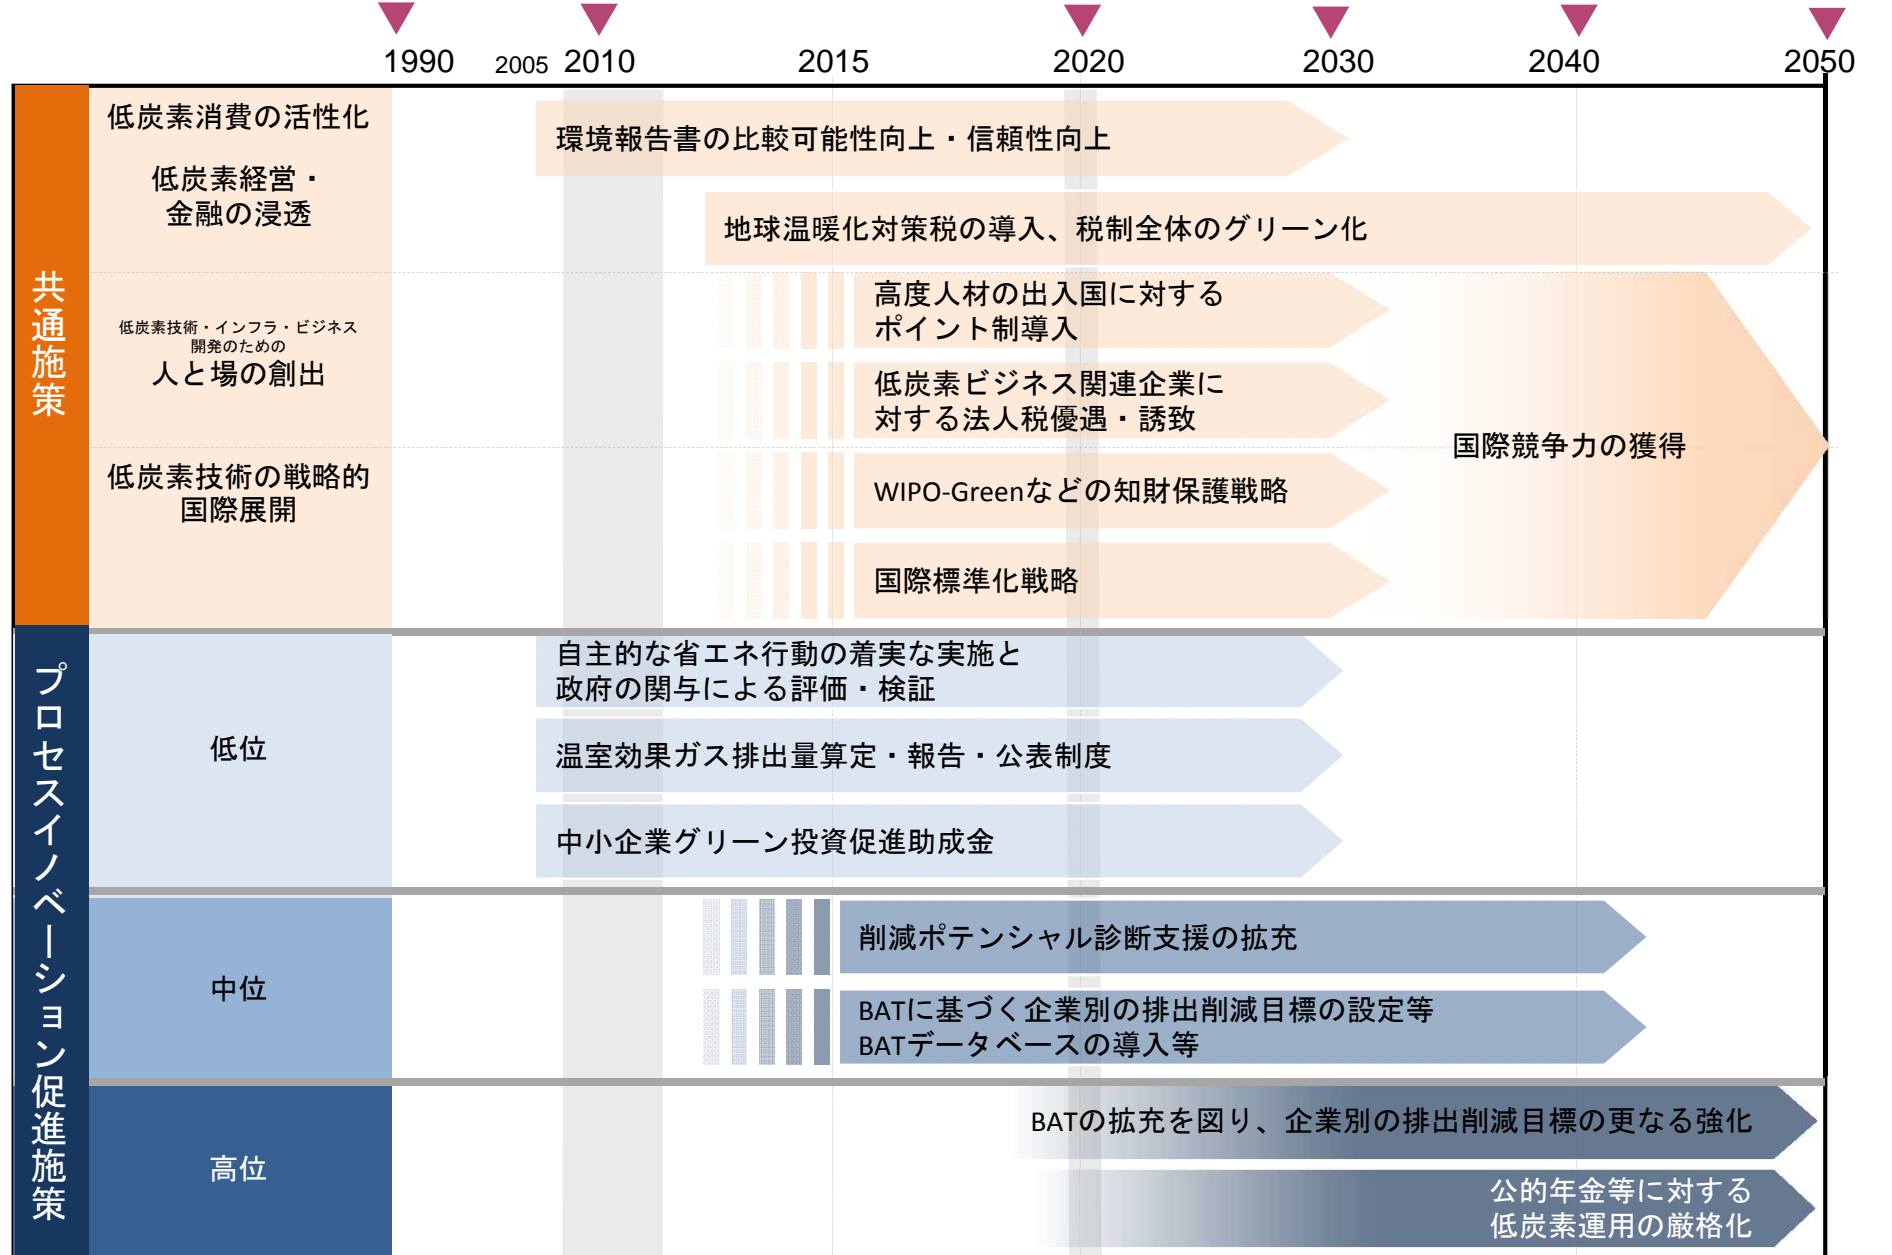 1990 2005 2010 2015 2020 2030 2040 2050
共通施策
低炭素消費の活性化
低炭素経営・
金融の浸透
環境報告書の比較可能性向上・信頼性向上
地球温暖化対策税の導入、税制全体のグリーン化
低炭素技術・インフラ・ビジネス
開発のための
人と場の創出
高度人材の出入国に対する
ポイント制導入
低炭素ビジネス関連企業に
対する法人税優遇・誘致
低炭素技術の戦略的
国際展開
WIPO-Greenなどの知財保護戦略
国際標準化戦略
国際競争力の獲得
プロセスイノベーション促進施策
低位
自主的な省エネ行動の着実な実施と
政府の関与による評価・検証
温室効果ガス排出量算定・報告・公表制度
中小企業グリーン投資促進助成金
中位
削減ポテンシャル診断支援の拡充
BATに基づく企業別の排出削減目標の設定等
BATデータベースの導入等
高位
BATの拡充を図り、企業別の排出削減目標の更なる強化
公的年金等に対する
低炭素運用の厳格化